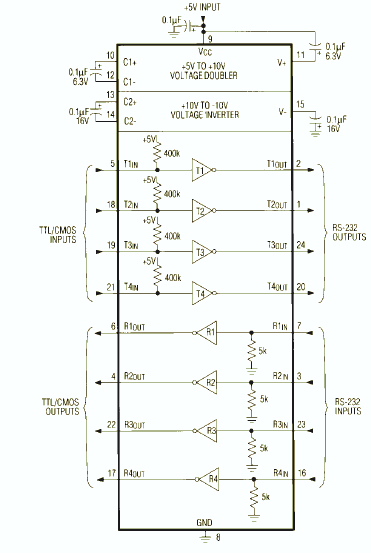 +5V INPUT
0.1µF
9
VCC
0.1µF
6.3V
10 C1+
+5V TO +10V
VOLTAGE DOUBLER
V+ 11
0.1µF
6.3V
12 C1-
13 C2+
+10V TO -10V
VOLTAGE INVERTER
V- 15
0.1µF
16V
14 C2-
0.1µF
16V
+5V
400k
5 T1IN T1 T1OUT 2
+5V
400k
18 T2IN T2 T2OUT 1
TTL/CMOS
INPUTS
RS-232
OUTPUTS
+5V
400k
19 T3IN T3 T3OUT 24
+5V
400k
21 T4IN T4 T4OUT 20
6 R1OUT R1 R1IN 7
5k
4 R2OUT R2 R2IN 3
5k
TTL/CMOS
OUTPUTS
RS-232
INPUTS
22 R3OUT R3 R3IN 23
5k
17 R4OUT R4 R4IN 16
5k
GND
8